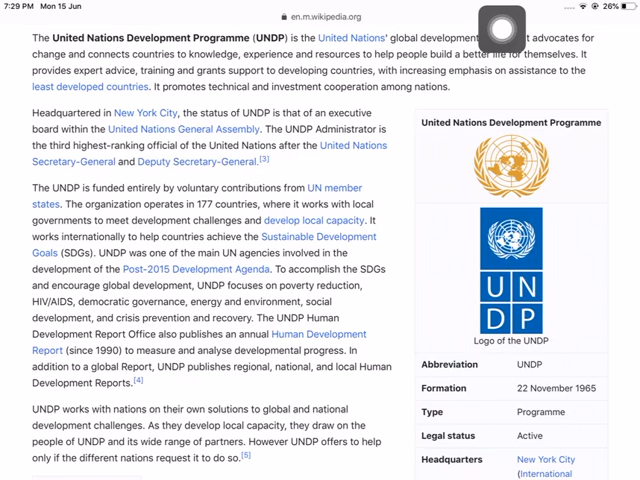 7:29 PM Mon 15 Jun
26%
en.m.wikipedia.org
The United Nations Development Programme (UNDP) is the United Nations' global development advocates for
change and connects countries to knowledge, experience and resources to help people build a better life for themselves. It
provides expert advice, training and grants support to developing countries, with increasing emphasis on assistance to the
least developed countries. It promotes technical and investment cooperation among nations.
Headquartered in New York City, the status of UNDP is that of an executive
board within the United Nations General Assembly. The UNDP Administrator is
the third highest-ranking official of the United Nations after the United Nations
Secretary-General and Deputy Secretary-General.[3]
The UNDP is funded entirely by voluntary contributions from UN member
states. The organization operates in 177 countries, where it works with local
governments to meet development challenges and develop local capacity. It
works internationally to help countries achieve the Sustainable Development
Goals (SDGs). UNDP was one of the main UN agencies involved in the
development of the Post-2015 Development Agenda. To accomplish the SDGs
and encourage global development, UNDP focuses on poverty reduction,
HIV/AIDS, democratic governance, energy and environment, social
development, and crisis prevention and recovery. The UNDP Human
Development Report Office also publishes an annual Human Development
Report (since 1990) to measure and analyse developmental progress. In
addition to a global Report, UNDP publishes regional, national, and local Human
Development Reports.[4]
UNDP works with nations on their own solutions to global and national
development challenges. As they develop local capacity, they draw on the
people of UNDP and its wide range of partners. However UNDP offers to help
only if the different nations request it to do so.[5]
United Nations Development Programme
U N
D P
Logo of the UNDP
Abbreviation UNDP
Formation 22 November 1965
Type Programme
Legal status Active
Headquarters New York City
(International